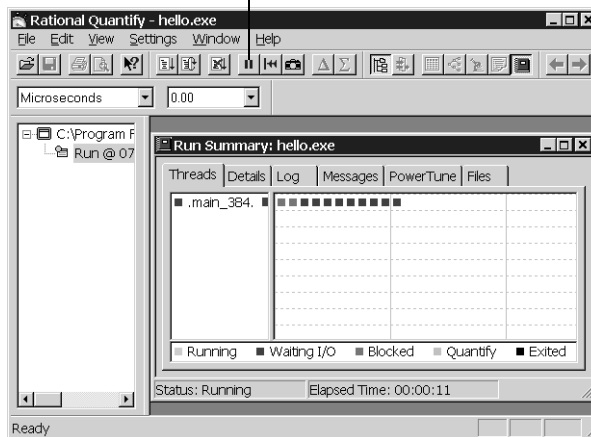 Rational Quantify - hello.exe
File Edit View Settings Window Help
Microseconds 0.00
C:\Program F
Run @ 07
Run Summary: hello.exe
Threads Details Log Messages PowerTune Files
.main_384.
Running Waiting I/O Blocked Quantify Exited
Status: Running Elapsed Time: 00:00:11
Ready